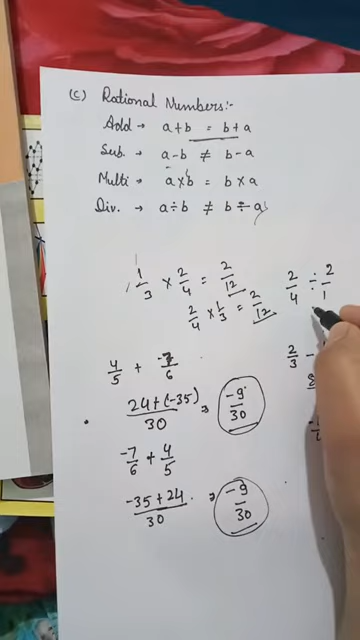 (c) Rational Numbers:-
Add → a + b = b + a
Sub. → a - b ≠ b - a
Multi → a × b = b × a
Div. → a ÷ b ≠ b ÷ a
1/3 × 2/4 = 2/12
2/4 × 1/3 = 2/12
2/4 ÷ 2/1
2/3 -
4/5 + -7/6
24 + (-35)/30 ⇒ -9/30
-7/6 + 4/5
-35 + 24/30 ⇒ -9/30